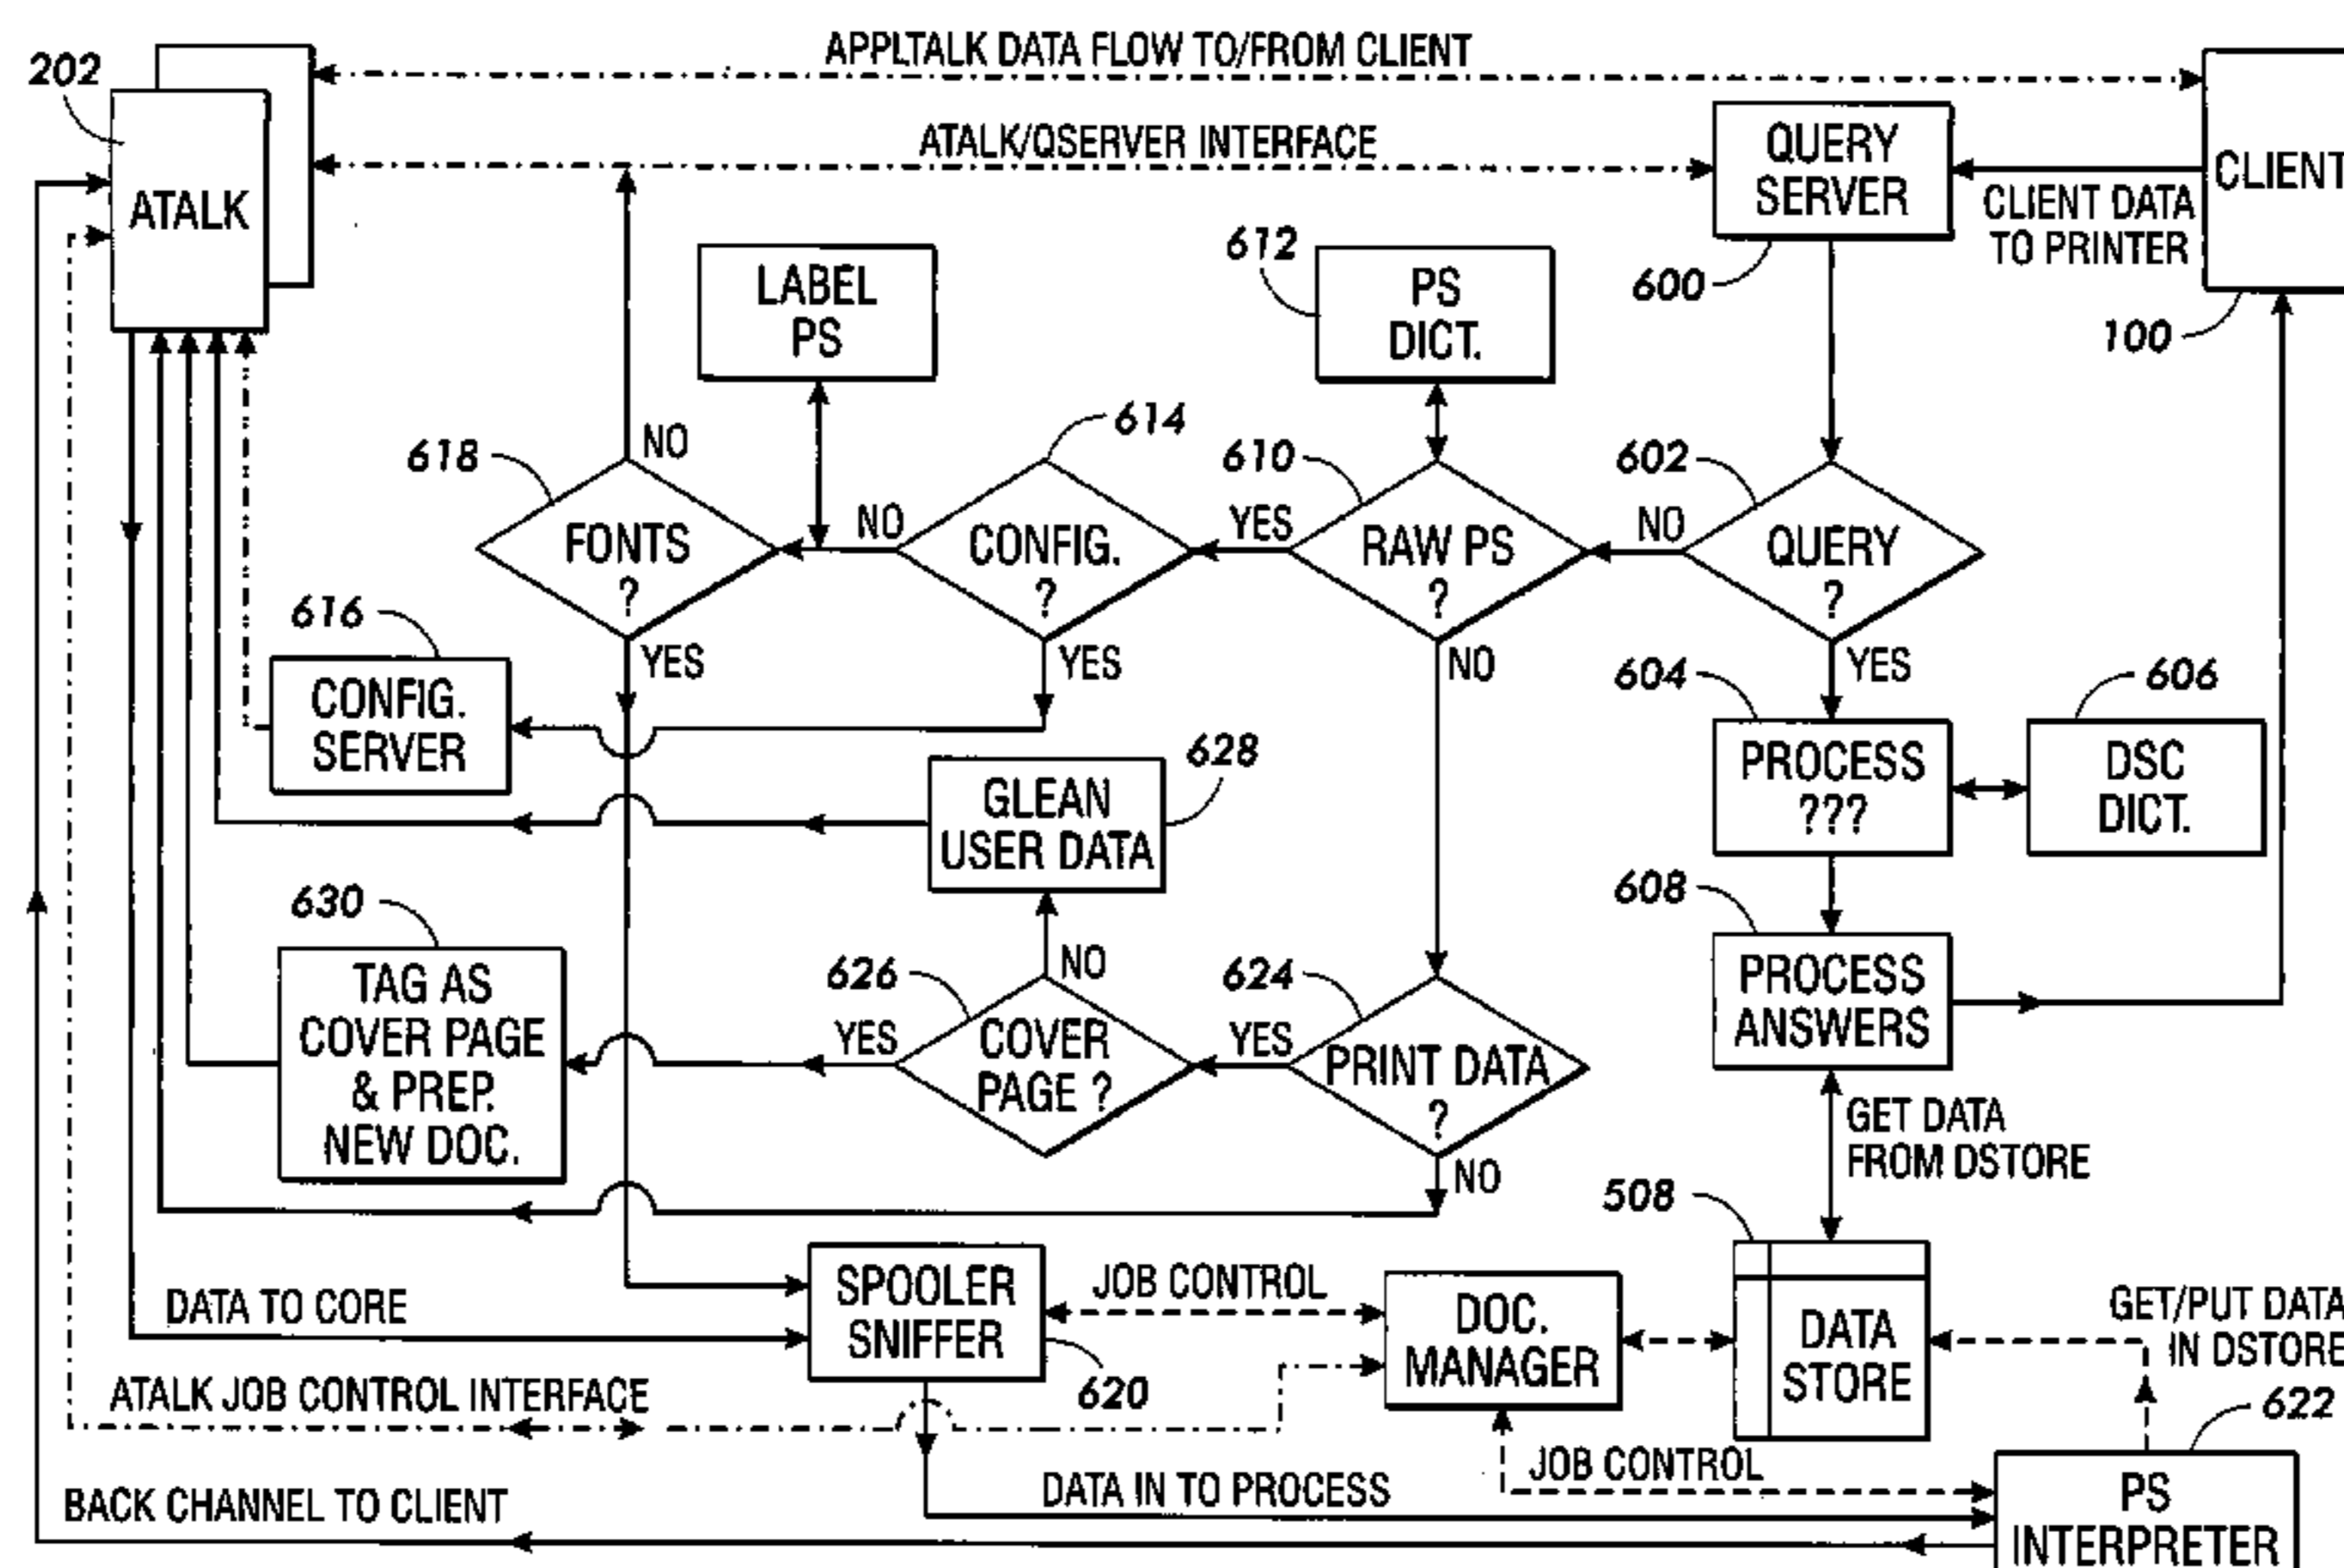 APPLTALK DATA FLOW TO/FROM CLIENT
202
ATALK
ATALK/QSERVER INTERFACE
QUERY
SERVER
600
CLIENT
CLIENT DATA
TO PRINTER
100
LABEL
PS
612
PS
DICT.
618
FONTS
?
NO
YES
614
CONFIG.
?
NO
YES
610
RAW PS
?
YES
NO
602
QUERY
?
NO
YES
616
CONFIG.
SERVER
628
GLEAN
USER DATA
604
PROCESS
???
606
DSC
DICT.
630
TAG AS
COVER PAGE
& PREP.
NEW DOC.
626
COVER
PAGE ?
NO
YES
624
PRINT DATA
?
YES
NO
608
PROCESS
ANSWERS
GET DATA
FROM DSTORE
508
DATA
STORE
DATA TO CORE
SPOOLER
SNIFFER
620
JOB CONTROL
DOC.
MANAGER
GET/PUT DATA
IN DSTORE
622
ATALK JOB CONTROL INTERFACE
JOB CONTROL
DATA IN TO PROCESS
BACK CHANNEL TO CLIENT
PS
INTERPRETER